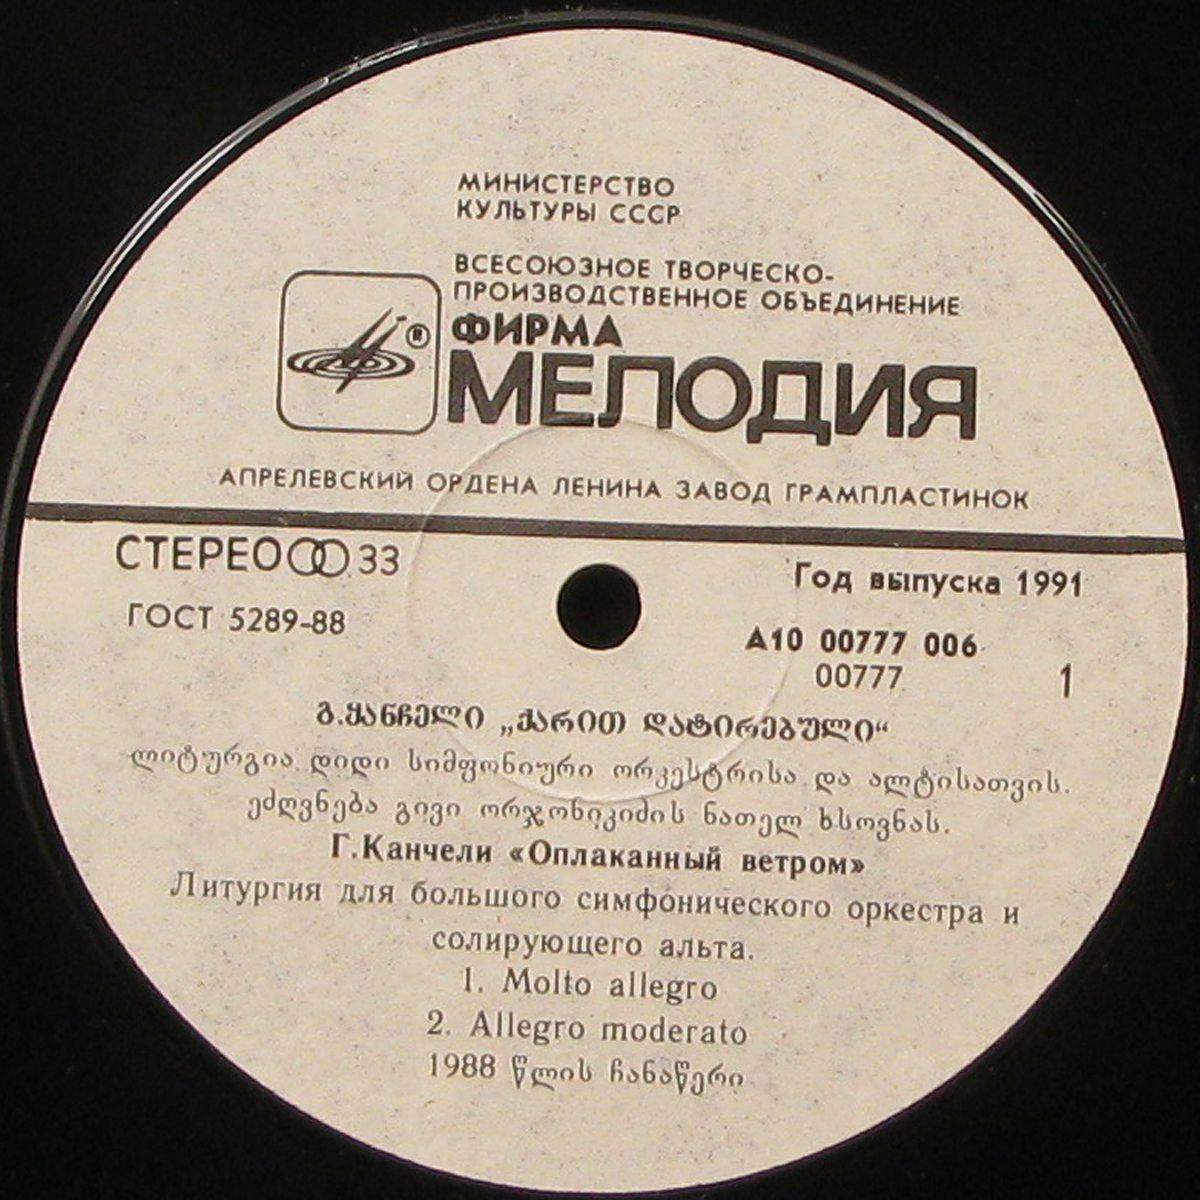 МИНИСТЕРСТВО
КУЛЬТУРЫ СССР
ВСЕСОЮЗНОЕ ТВОРЧЕСКО-
ПРОИЗВОДСТВЕННОЕ ОБЪЕДИНЕНИЕ
®
ФИРМА
МЕЛОДИЯ
АПРЕЛЕВСКИЙ ОРДЕНА ЛЕНИНА ЗАВОД ГРАМПЛАСТИНОК
СТЕРЕО 33
Год выпуска 1991
ГОСТ 5289-88
А10 00777 006
00777
1
გ.ყანჩელი „ქარით დატირებული“
ლიტურგია დიდი სიმფონიური ორკესტრისა და ალტისათვის.
ეძღვნება გივი ორჯონიკიძის ნათელ ხსოვნას.
Г.Канчели «Оплаканный ветром»
Литургия для большого симфонического оркестра и
солирующего альта.
1. Molto allegro
2. Allegro moderato
1988 წლის ჩანაწერი